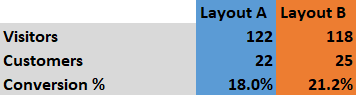 Layout A Layout B
Visitors 122 118
Customers 22 25
Conversion % 18.0% 21.2%